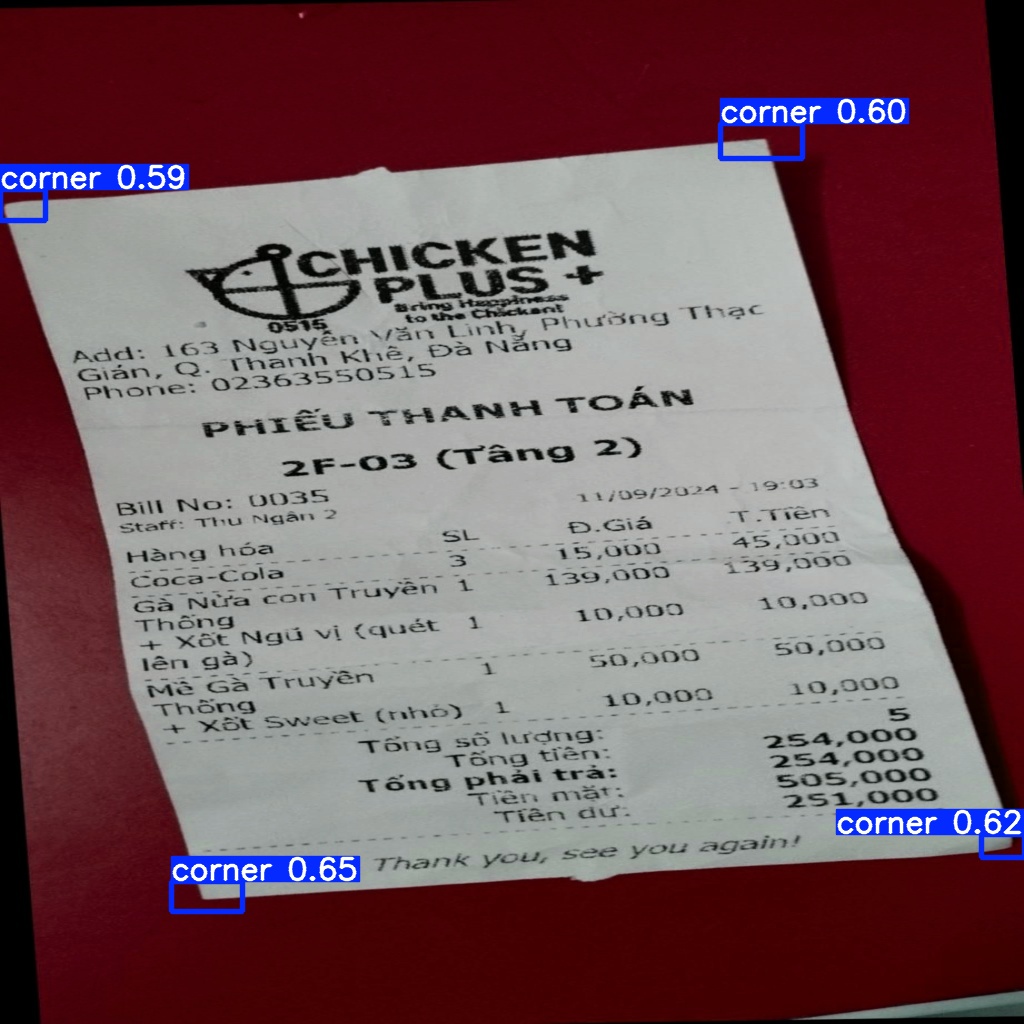 corner 0.60
corner 0.59
CHICKEN
PLUS +
Bring Happiness
to the Chickent
0515
Add: 163 Nguyễn Văn Linh, Phường Thạc
Gián, Q. Thanh Khê, Đà Nẵng
Phone: 02363550515
PHIẾU THANH TOÁN
2F-03 (Tầng 2)
Bill No: 0035 11/09/2024 - 19:03
Staff: Thu Ngân 2
Hàng hóa SL Đ.Giá T.Tiền
Coca-Cola 3 15,000 45,000
Gà Nửa con Truyền 1 139,000 139,000
Thống
+ Xốt Ngũ vị (quét 1 10,000 10,000
lên gà)
Mề Gà Truyền 1 50,000 50,000
Thống
+ Xốt Sweet (nhỏ) 1 10,000 10,000
Tổng số lượng: 5
Tổng tiền: 254,000
Tổng phải trả: 254,000
Tiền mặt: 505,000
Tiền dư: 251,000
corner 0.62
Thank you, see you again!
corner 0.65